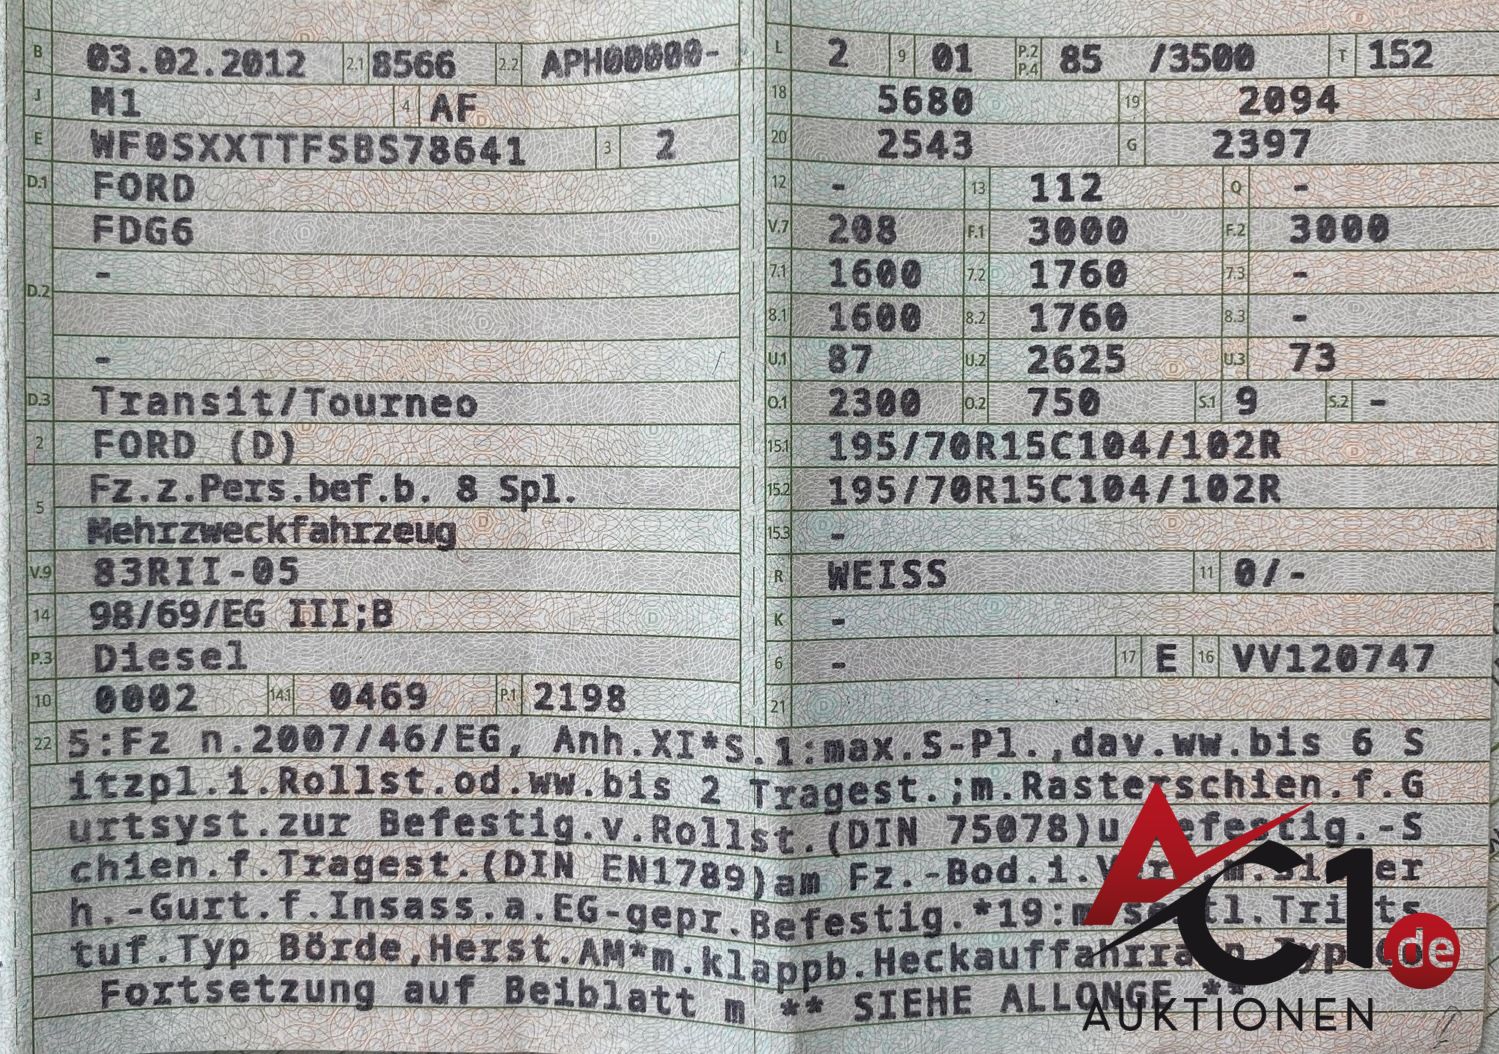 B 03.02.2012 2.1 8566 2.2 APH00000-
J M1 4 AF
E WF0SXXTTFSBS78641 3 2
D.1 FORD
FDG6
D.2 -
-
D.3 Transit/Tourneo
2 FORD (D)
5 Fz.z.Pers.bef.b. 8 Spl.
Mehrzweckfahrzeug
V.9 83RII-05
14 98/69/EG III;B
P.3 Diesel
10 0002 14.1 0469 P.1 2198
L 2 9 01 P.2 P.4 85 /3500 T 152
18 5680 19 2094
20 2543 G 2397
12 - 13 112 Q -
V.7 208 F.1 3000 F.2 3000
7.1 1600 7.2 1760 7.3 -
8.1 1600 8.2 1760 8.3 -
U.1 87 U.2 2625 U.3 73
O.1 2300 O.2 750 S.1 9 S.2 -
15.1 195/70R15C104/102R
15.2 195/70R15C104/102R
15.3 -
R WEISS 11 0/-
K -
6 - 17 E 16 VV120747
21
22 5:Fz n.2007/46/EG, Anh.XI*S.1:max.S-Pl.,dav.ww.bis 6 S
itzpl.i.Rollst.od.ww.bis 2 Tragest.;m.Rasterschien.f.G
urtsyst.zur Befestig.v.Rollst.(DIN 75078)u efestig.-S
chien.f.Tragest.(DIN EN1789)am Fz.-Bod.i.
h.-Gurt.f.Insass.a.EG-gepr.Befestig.*19:m
tuf.Typ Börde,Herst.AM*m.klappb.Heckauffahrra
Fortsetzung auf Beiblatt m ** SIEHE ALLONGE **
AC1.de
AUKTIONEN